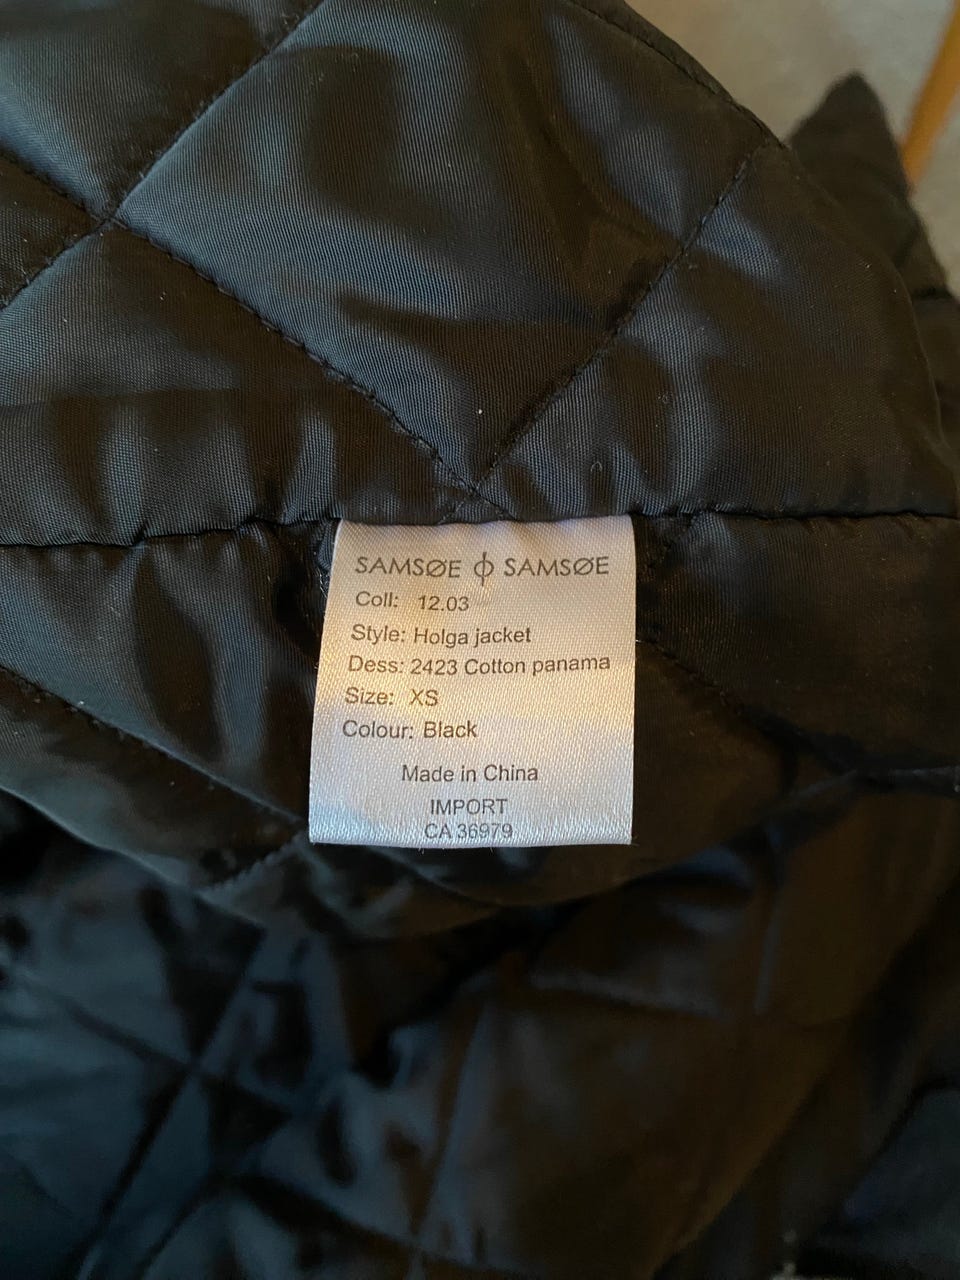 SAMSØE ϕ SAMSØE
Coll: 12.03
Style: Holga jacket
Dess: 2423 Cotton panama
Size: XS
Colour: Black
Made in China
IMPORT
CA 36979